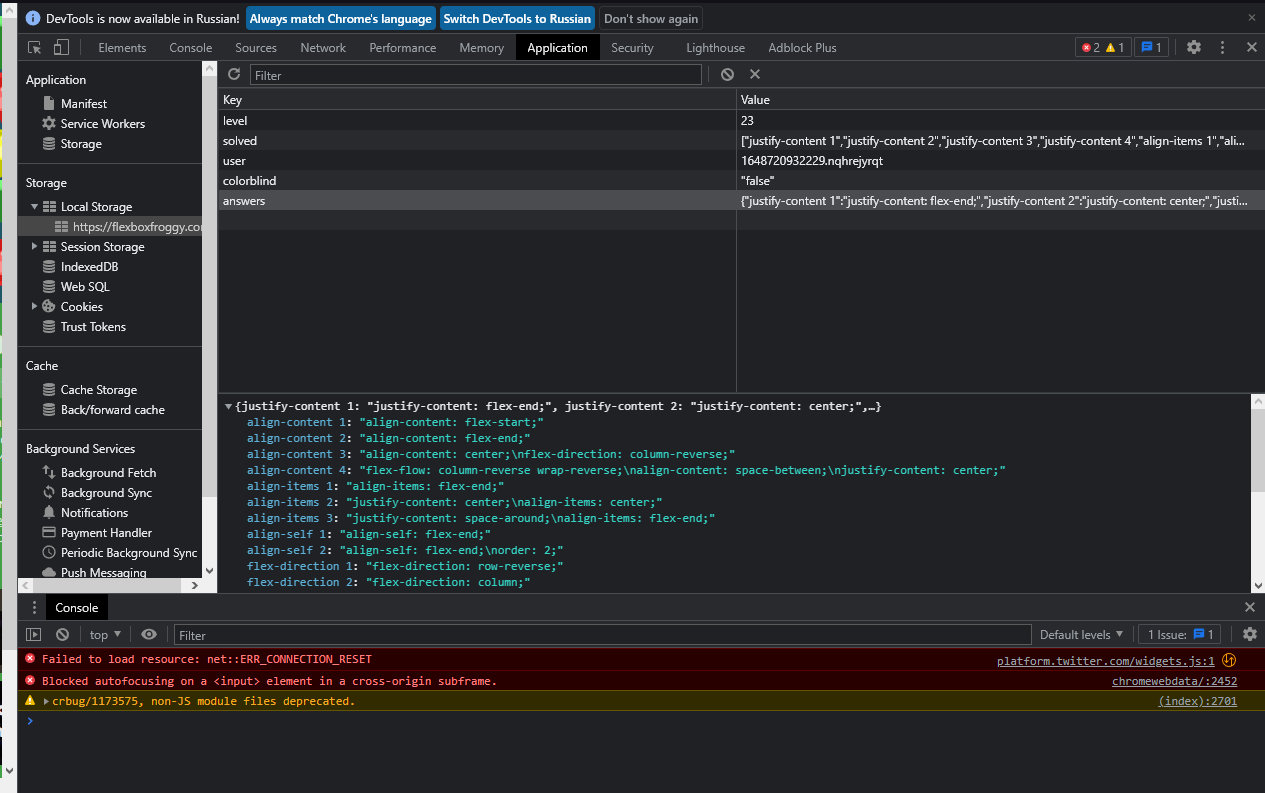 DevTools is now available in Russian! Always match Chrome's language Switch DevTools to Russian Don't show again
Elements Console Sources Network Performance Memory Application Security Lighthouse Adblock Plus 2 1 1
Application
Manifest
Service Workers
Storage
Storage
Local Storage
https://flexboxfroggy.co
Session Storage
IndexedDB
Web SQL
Cookies
Trust Tokens
Cache
Cache Storage
Back/forward cache
Background Services
Background Fetch
Background Sync
Notifications
Payment Handler
Periodic Background Sync
Push Messaging
Filter
Key Value
level 23
solved ["justify-content 1","justify-content 2","justify-content 3","justify-content 4","align-items 1","ali...
user 1648720932229.nqhrejyrqt
colorblind "false"
answers {"justify-content 1":"justify-content: flex-end;","justify-content 2":"justify-content: center;","justi...
{justify-content 1: "justify-content: flex-end;", justify-content 2: "justify-content: center;",…}
align-content 1: "align-content: flex-start;"
align-content 2: "align-content: flex-end;"
align-content 3: "align-content: center;\nflex-direction: column-reverse;"
align-content 4: "flex-flow: column-reverse wrap-reverse;\nalign-content: space-between;\njustify-content: center;"
align-items 1: "align-items: flex-end;"
align-items 2: "justify-content: center;\nalign-items: center;"
align-items 3: "justify-content: space-around;\nalign-items: flex-end;"
align-self 1: "align-self: flex-end;"
align-self 2: "align-self: flex-end;\norder: 2;"
flex-direction 1: "flex-direction: row-reverse;"
flex-direction 2: "flex-direction: column;"
Console
top Filter Default levels 1 Issue: 1
Failed to load resource: net::ERR_CONNECTION_RESET platform.twitter.com/widgets.js:1
Blocked autofocusing on a <input> element in a cross-origin subframe. chromewebdata/:2452
crbug/1173575, non-JS module files deprecated. (index):2701